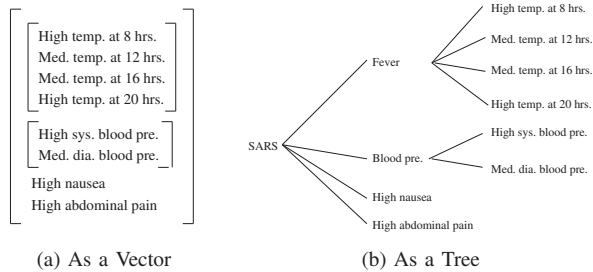 High temp. at 8 hrs.
Med. temp. at 12 hrs.
Med. temp. at 16 hrs.
High temp. at 20 hrs.
High sys. blood pre.
Med. dia. blood pre.
High nausea
High abdominal pain
(a) As a Vector
SARS
Fever
High temp. at 8 hrs.
Med. temp. at 12 hrs.
Med. temp. at 16 hrs.
High temp. at 20 hrs.
Blood pre.
High sys. blood pre.
Med. dia. blood pre.
High nausea
High abdominal pain
(b) As a Tree